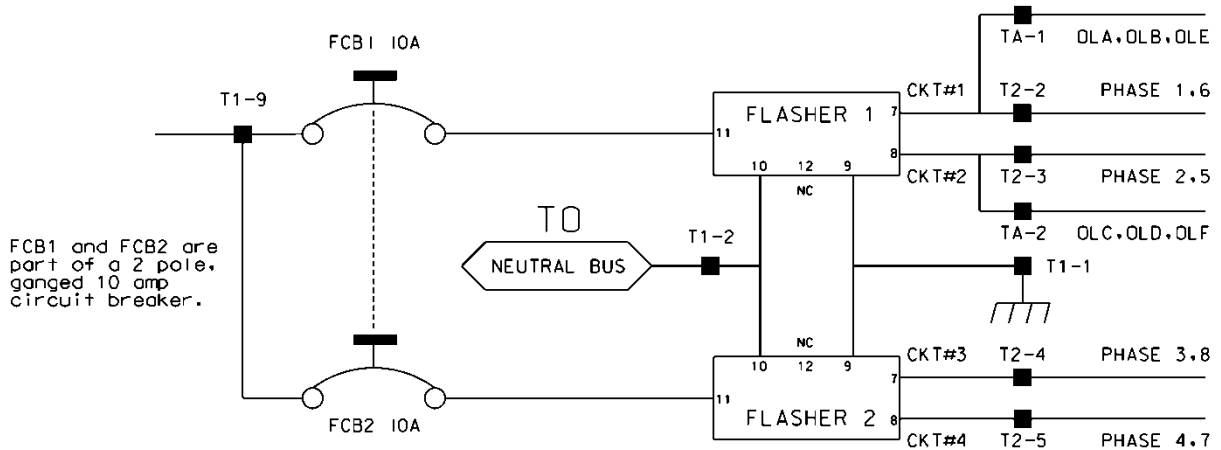 FCB1 10A
T1-9
FCB1 and FCB2 are
part of a 2 pole,
ganged 10 amp
circuit breaker.
FCB2 10A
TO
NEUTRAL BUS
T1-2
FLASHER 1
11
7
8
10 12 9
NC
CKT#1
CKT#2
TA-1 OLA,OLB,OLE
T2-2 PHASE 1,6
T2-3 PHASE 2,5
TA-2 OLC,OLD,OLF
T1-1
NC
10 12 9
11
7
8
FLASHER 2
CKT#3 T2-4 PHASE 3,8
CKT#4 T2-5 PHASE 4,7